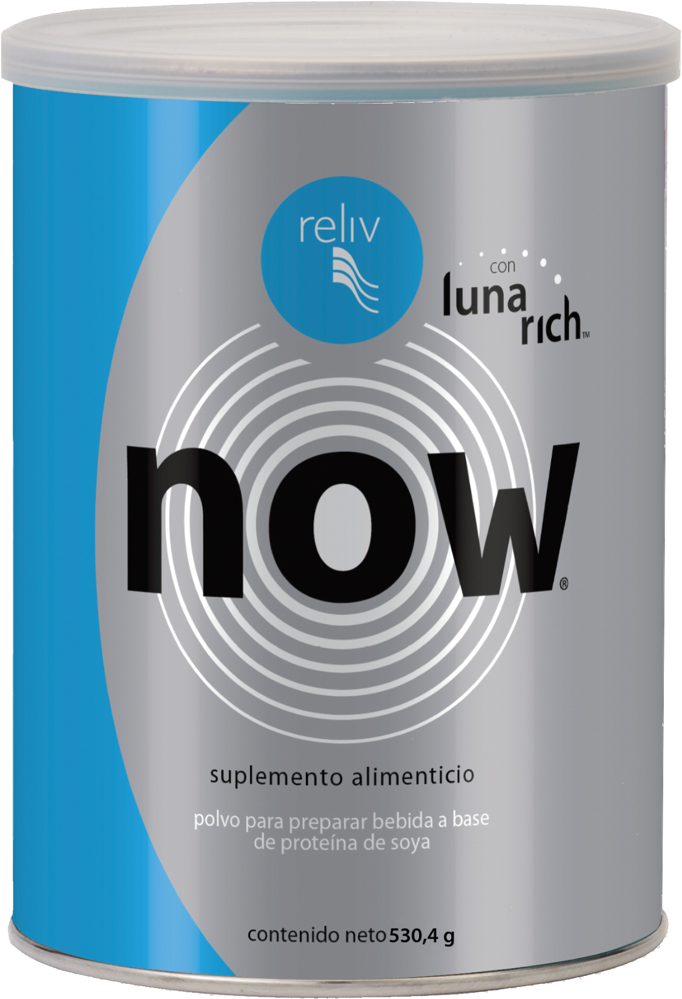 reliv
con
luna
rich™
now®
suplemento alimenticio
polvo para preparar bebida a base
de proteína de soya
contenido neto 530,4 g